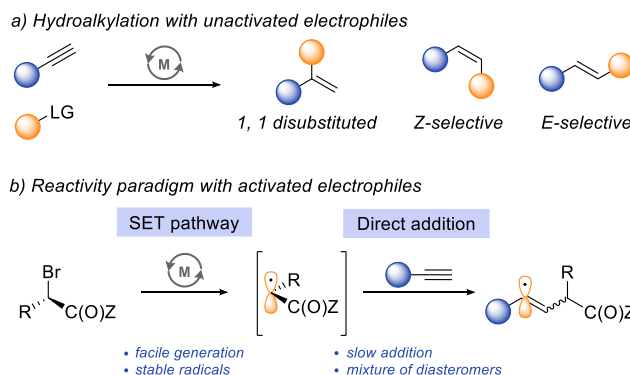 a) Hydroalkylation with unactivated electrophiles
M
LG
1, 1 disubstituted
Z-selective
E-selective
b) Reactivity paradigm with activated electrophiles
SET pathway
Direct addition
Br
R
C(O)Z
M
R
C(O)Z
R
C(O)Z
• facile generation
• stable radicals
• slow addition
• mixture of diasteromers